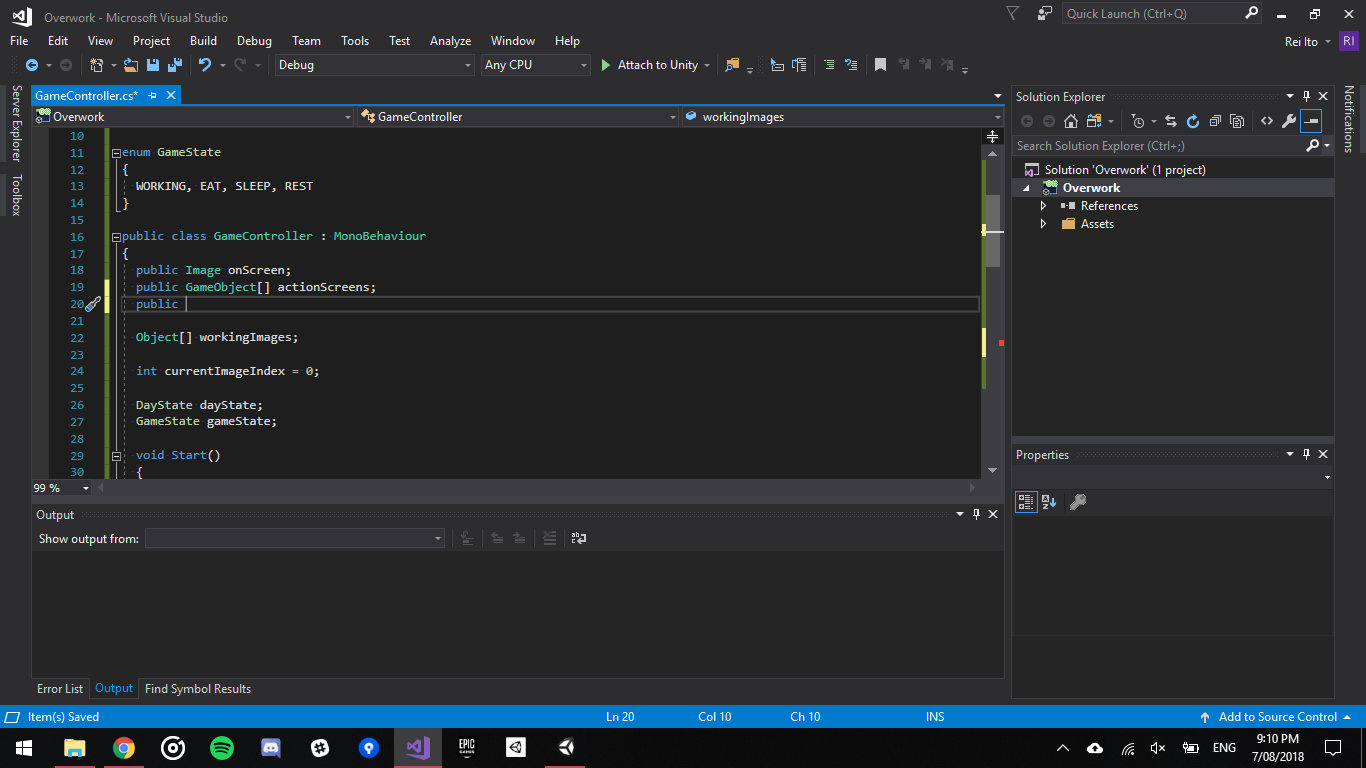 Overwork - Microsoft Visual Studio
Quick Launch (Ctrl+Q)
File Edit View Project Build Debug Team Tools Test Analyze Window Help
Rei Ito RI
Debug Any CPU Attach to Unity
Server Explorer
Toolbox
GameController.cs*
Overwork GameController workingImages
10
11 enum GameState
12 {
13 WORKING, EAT, SLEEP, REST
14 }
15
16 public class GameController : MonoBehaviour
17 {
18 public Image onScreen;
19 public GameObject[] actionScreens;
20 public
21
22 Object[] workingImages;
23
24 int currentImageIndex = 0;
25
26 DayState dayState;
27 GameState gameState;
28
29 void Start()
30 {
99 %
Output
Show output from:
Error List Output Find Symbol Results
Solution Explorer
Search Solution Explorer (Ctrl+;)
Solution 'Overwork' (1 project)
Overwork
References
Assets
Properties
Notifications
Item(s) Saved Ln 20 Col 10 Ch 10 INS Add to Source Control
EPIC GAMES
ENG
9:10 PM
7/08/2018